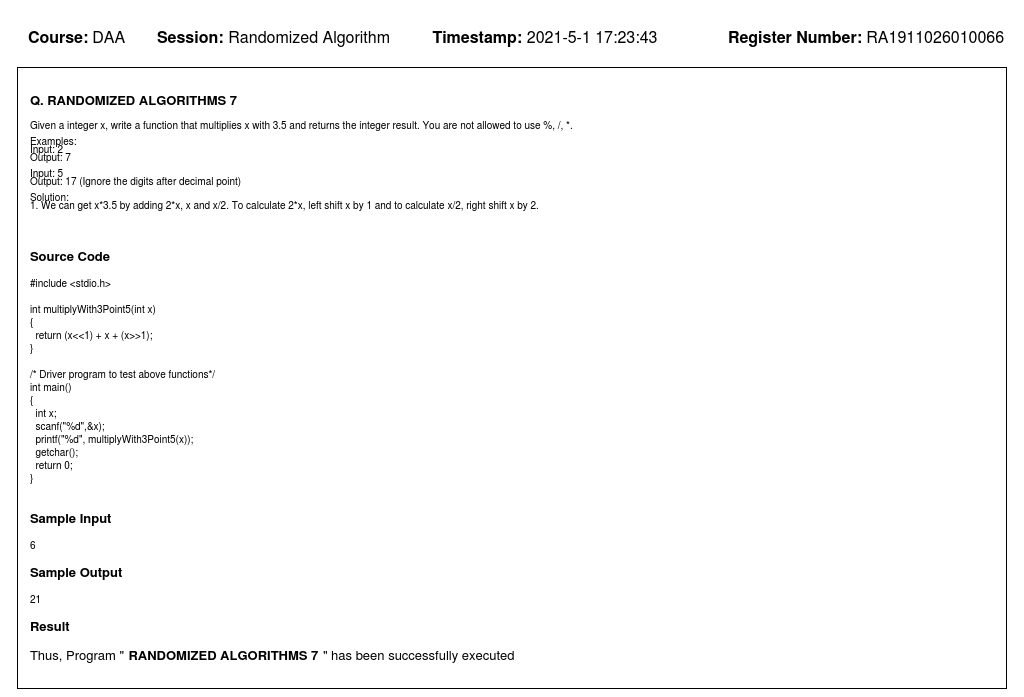 Course: DAA Session: Randomized Algorithm Timestamp: 2021-5-1 17:23:43 Register Number: RA1911026010066
Q. RANDOMIZED ALGORITHMS 7
Given a integer x, write a function that multiplies x with 3.5 and returns the integer result. You are not allowed to use %, /, *.
Examples:
Input: 2
Output: 7
Input: 5
Output: 17 (Ignore the digits after decimal point)
Solution:
1. We can get x*3.5 by adding 2*x, x and x/2. To calculate 2*x, left shift x by 1 and to calculate x/2, right shift x by 2.
Source Code
#include <stdio.h>
int multiplyWith3Point5(int x)
{
return (x<<1) + x + (x>>1);
}
/* Driver program to test above functions*/
int main()
{
int x;
scanf("%d",&x);
printf("%d", multiplyWith3Point5(x));
getchar();
return 0;
}
Sample Input
6
Sample Output
21
Result
Thus, Program " RANDOMIZED ALGORITHMS 7 " has been successfully executed